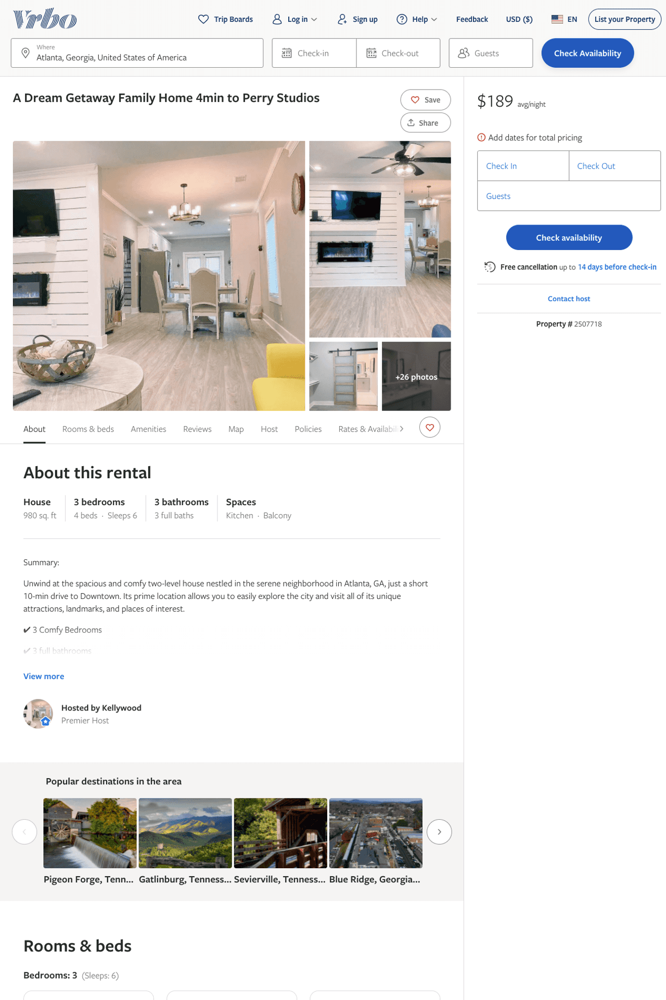 Vrbo
Trip Boards
Log in
Sign up
Help
Feedback
USD ($)
EN
List your Property
Where
Atlanta, Georgia, United States of America
Check-in
Check-out
Guests
Check Availability
A Dream Getaway Family Home 4min to Perry Studios
Save
Share
+26 photos
$189 avg/night
Add dates for total pricing
Check In
Check Out
Guests
Check availability
Free cancellation up to 14 days before check-in
Contact host
Property # 2507718
About
Rooms & beds
Amenities
Reviews
Map
Host
Policies
Rates & Availabili
About this rental
House
980 sq. ft
3 bedrooms
4 beds · Sleeps 6
3 bathrooms
3 full baths
Spaces
Kitchen · Balcony
Summary:
Unwind at the spacious and comfy two-level house nestled in the serene neighborhood in Atlanta, GA, just a short
10-min drive to Downtown. Its prime location allows you to easily explore the city and visit all of its unique
attractions, landmarks, and places of interest.
✔ 3 Comfy Bedrooms
✔ 3 full bathrooms
View more
Hosted by Kellywood
Premier Host
Popular destinations in the area
Pigeon Forge, Tenn...
Gatlinburg, Tenness...
Sevierville, Tenness...
Blue Ridge, Georgia...
Rooms & beds
Bedrooms: 3 (Sleeps: 6)